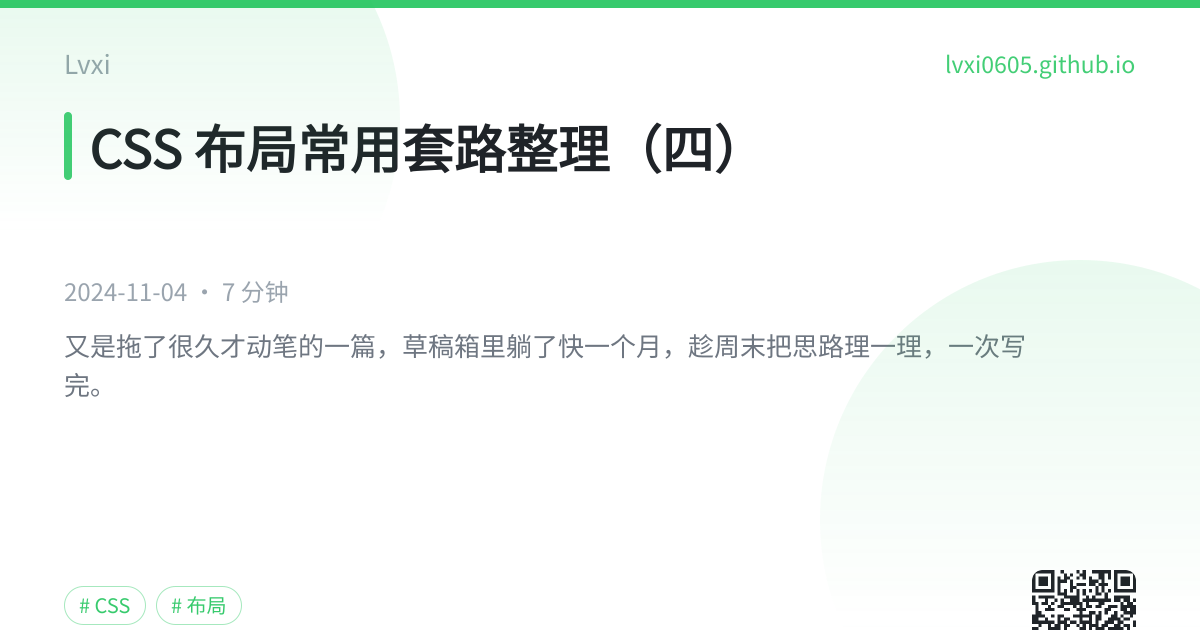 Lvxi
lvxi0605.github.io
CSS 布局常用套路整理（四）
2024-11-04 · 7 分钟
又是拖了很久才动笔的一篇，草稿箱里躺了快一个月，趁周末把思路理一理，一次写
完。
# CSS
# 布局